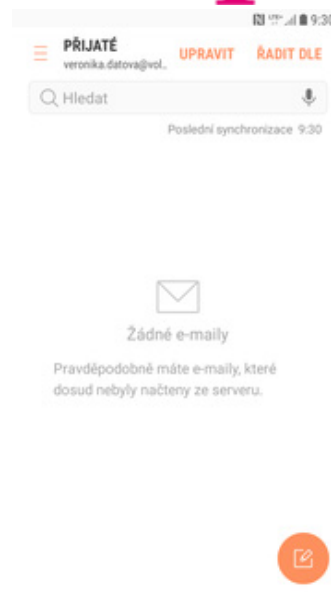 9:30
PŘIJATÉ
veronika.datova@vol..
UPRAVIT
ŘADIT DLE
Hledat
Poslední synchronizace 9:30
Žádné e-maily
Pravděpodobně máte e-maily, které
dosud nebyly načteny ze serveru.